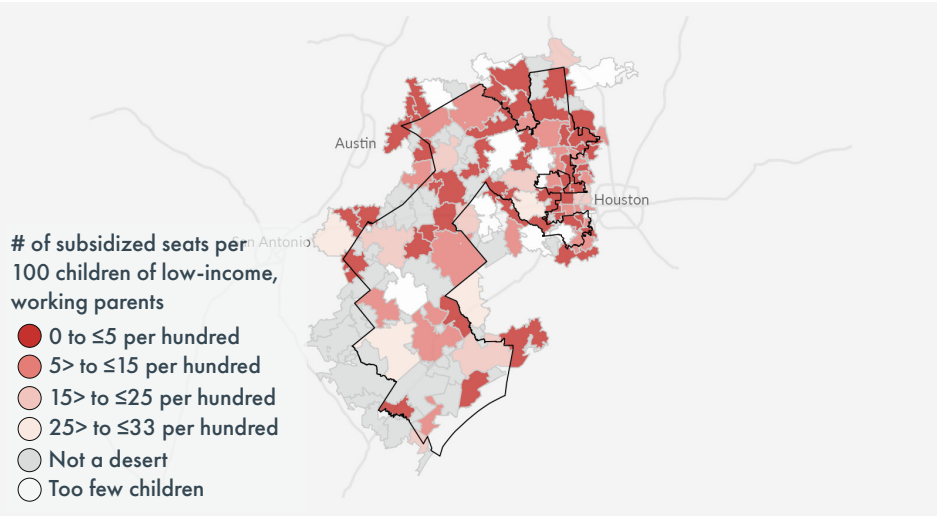 Austin
Houston
San Antonio
# of subsidized seats per
100 children of low-income,
working parents
0 to ≤5 per hundred
5> to ≤15 per hundred
15> to ≤25 per hundred
25> to ≤33 per hundred
Not a desert
Too few children